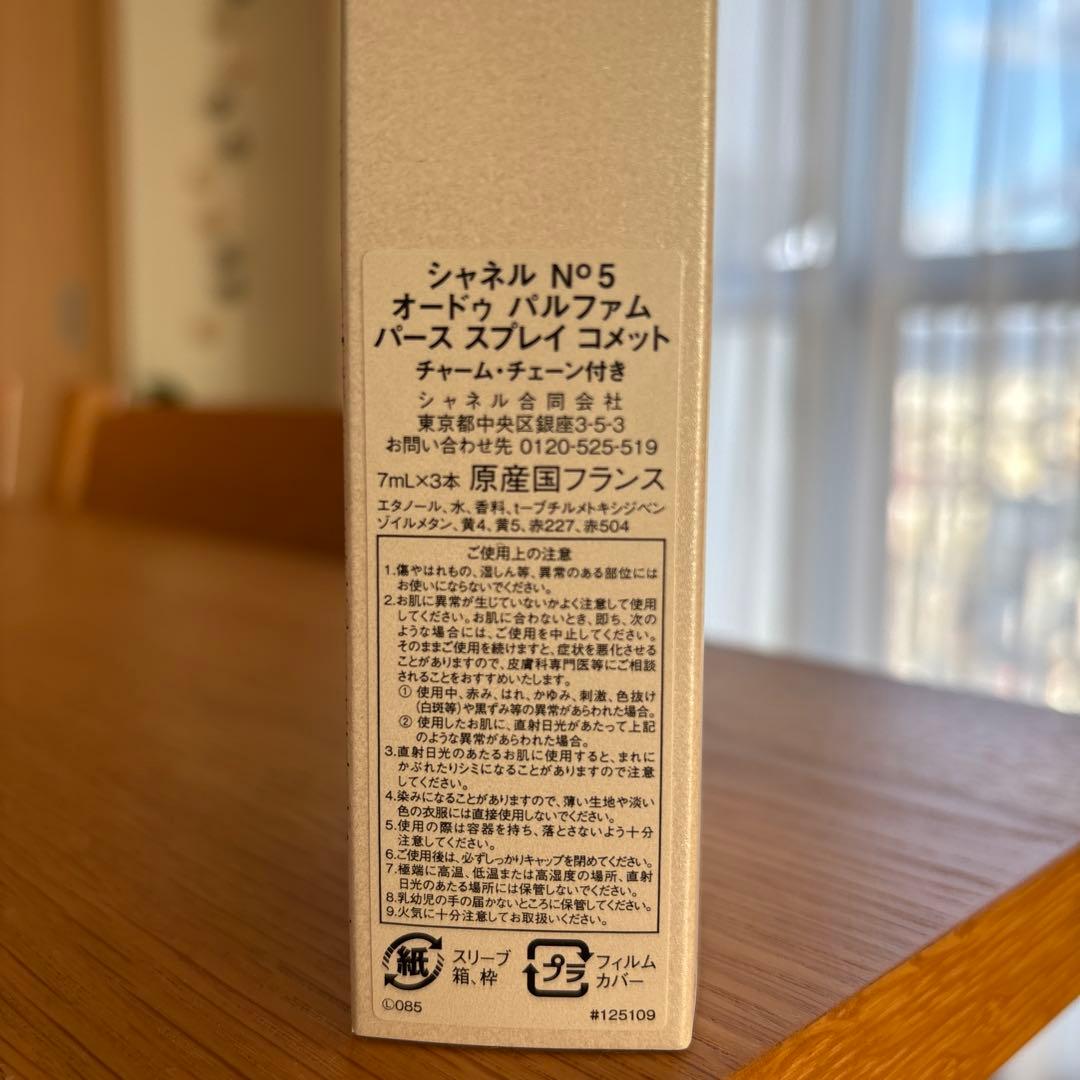 シャネル Nº5
オードゥ パルファム
パース スプレイ コメット
チャーム・チェーン付き
シャネル合同会社
東京都中央区銀座3-5-3
お問い合わせ先 0120-525-519
7mL×3本 原産国フランス
エタノール、水、香料、t-ブチルメトキシジベン
ゾイルメタン、黄4、黄5、赤227、赤504
ご使用上の注意
1.傷やはれもの、湿しん等、異常のある部位には
お使いにならないでください。
2.お肌に異常が生じていないかよく注意して使用
してください。お肌に合わないとき、即ち、次の
ような場合には、ご使用を中止してください。
そのままご使用を続けますと、症状を悪化させる
ことがありますので、皮膚科専門医等にご相談
されることをおすすめいたします。
① 使用中、赤み、はれ、かゆみ、刺激、色抜け
(白斑等)や黒ずみ等の異常があらわれた場合。
② 使用したお肌に、直射日光があたって上記
のような異常があらわれた場合。
3.直射日光のあたるお肌に使用すると、まれに
かぶれたりシミになることがありますので注意
してください。
4.染みになることがありますので、薄い生地や淡い
色の衣服には直接使用しないでください。
5.使用の際は容器を持ち、落とさないよう十分
注意してください。
6.ご使用後は、必ずしっかりキャップを閉めてください。
7.極端に高温、低温または高湿度の場所、直射
日光のあたる場所には保管しないでください。
8.乳幼児の手の届かないところに保管してください。
9.火気に十分注意してお取扱いください。
紙 スリーブ
箱、枠
プラ フィルム
カバー
Ⓛ085
#125109